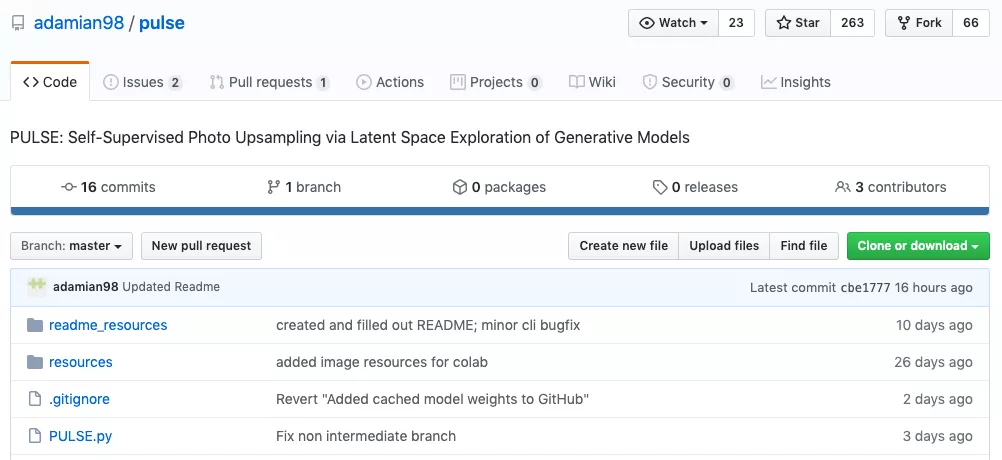 adamian98 / pulse Watch 23 Star 263 Fork 66
Code Issues 2 Pull requests 1 Actions Projects 0 Wiki Security 0 Insights
PULSE: Self-Supervised Photo Upsampling via Latent Space Exploration of Generative Models
16 commits 1 branch 0 packages 0 releases 3 contributors
Branch: master New pull request Create new file Upload files Find file Clone or download
adamian98 Updated Readme Latest commit cbe1777 16 hours ago
readme_resources created and filled out README; minor cli bugfix 10 days ago
resources added image resources for colab 26 days ago
.gitignore Revert "Added cached model weights to GitHub" 2 days ago
PULSE.py Fix non intermediate branch 3 days ago